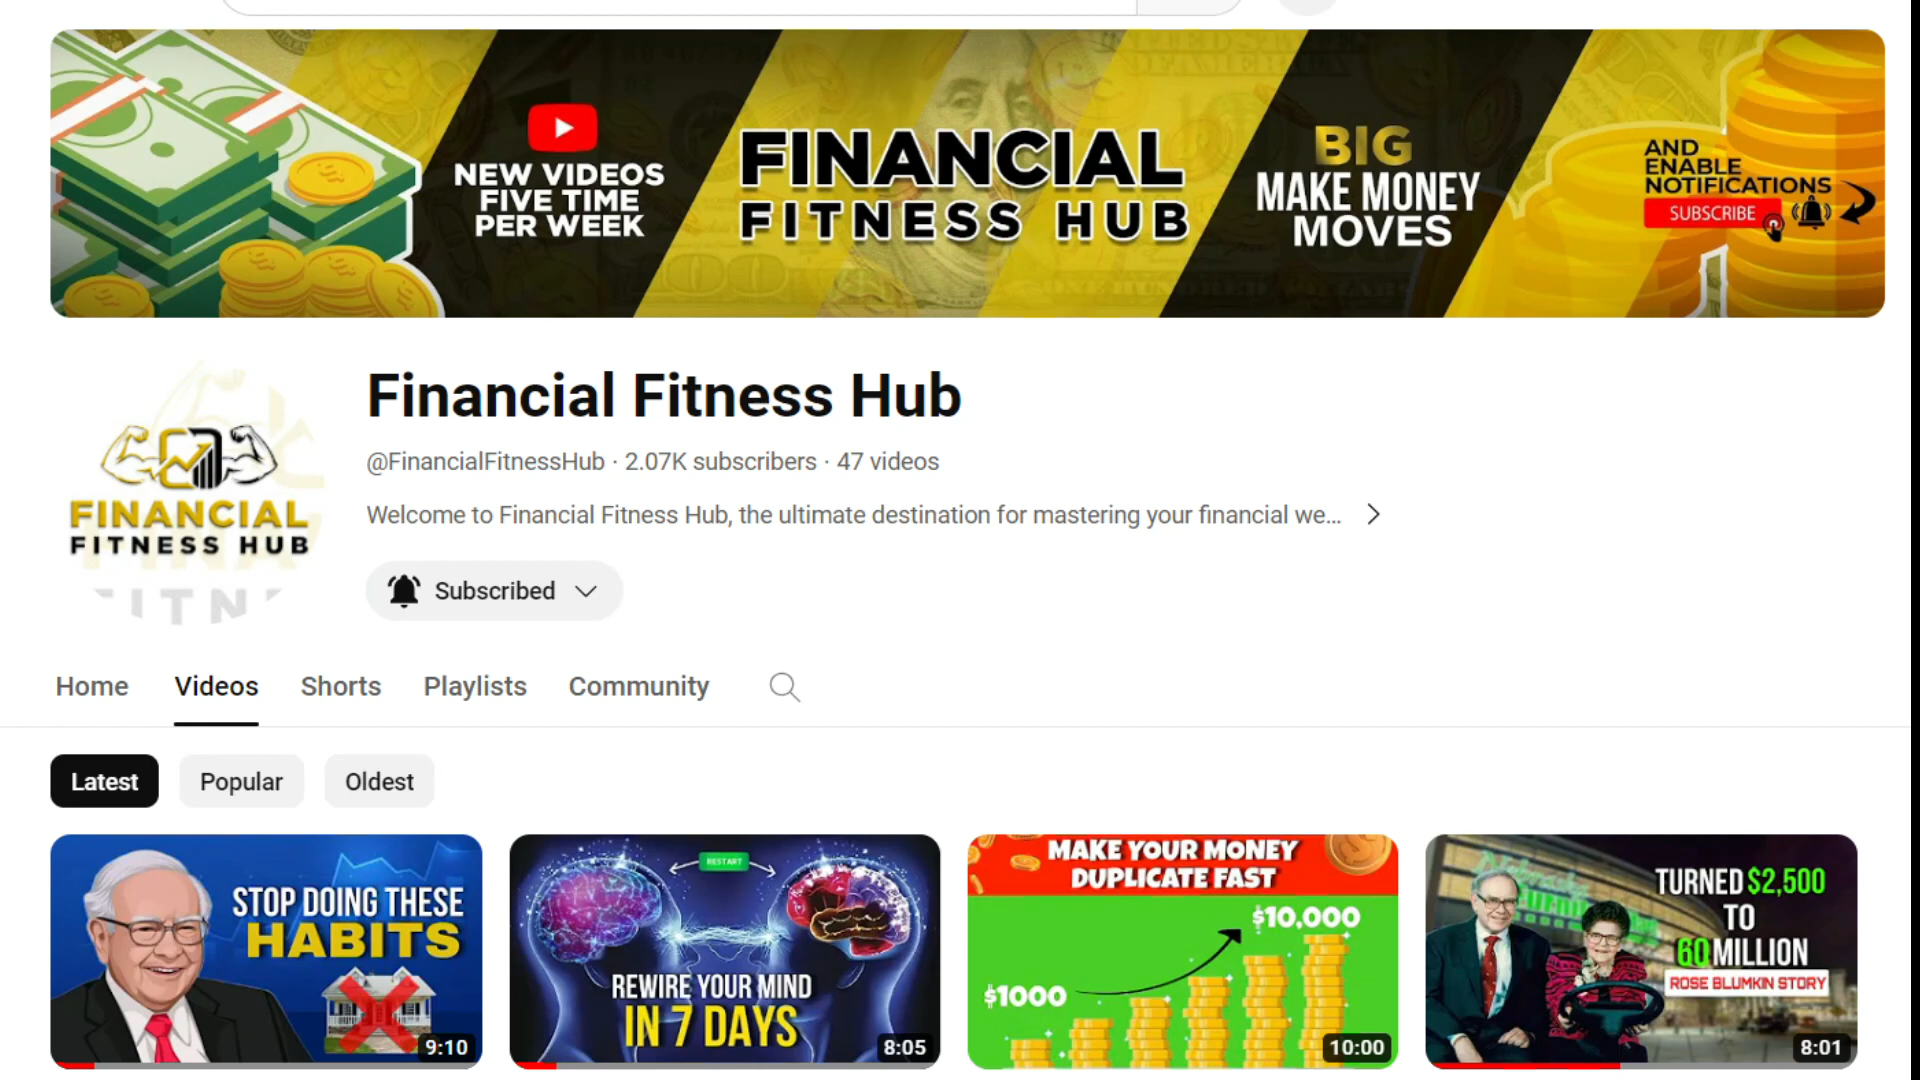 NEW VIDEOS
FIVE TIME
PER WEEK
FINANCIAL
FITNESS HUB
BIG
MAKE MONEY
MOVES
AND
ENABLE
NOTIFICATIONS
SUBSCRIBE
FINANCIAL
FITNESS HUB
Financial Fitness Hub
@FinancialFitnessHub · 2.07K subscribers · 47 videos
Welcome to Financial Fitness Hub, the ultimate destination for mastering your financial we...
Subscribed
Home Videos Shorts Playlists Community
Latest Popular Oldest
STOP DOING THESE
HABITS
9:10
RESTART
REWIRE YOUR MIND
IN 7 DAYS
8:05
MAKE YOUR MONEY
DUPLICATE FAST
$10,000
$1000
10:00
TURNED $2,500
TO
60 MILLION
ROSE BLUMKIN STORY
8:01